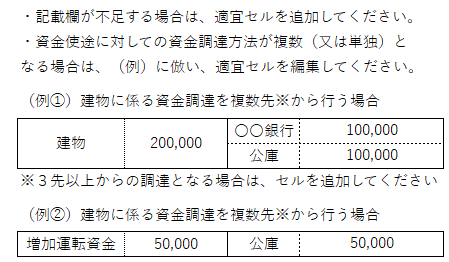 ・記載欄が不足する場合は、適宜セルを追加してください。
・資金使途に対しての資金調達方法が複数（又は単独）と
なる場合は、（例）に倣い、適宜セルを編集してください。
（例①）建物に係る資金調達を複数先※から行う場合
建物 200,000 〇〇銀行 100,000
公庫 100,000
※３先以上からの調達となる場合は、セルを追加してください
（例②）建物に係る資金調達を複数先※から行う場合
増加運転資金 50,000 公庫 50,000